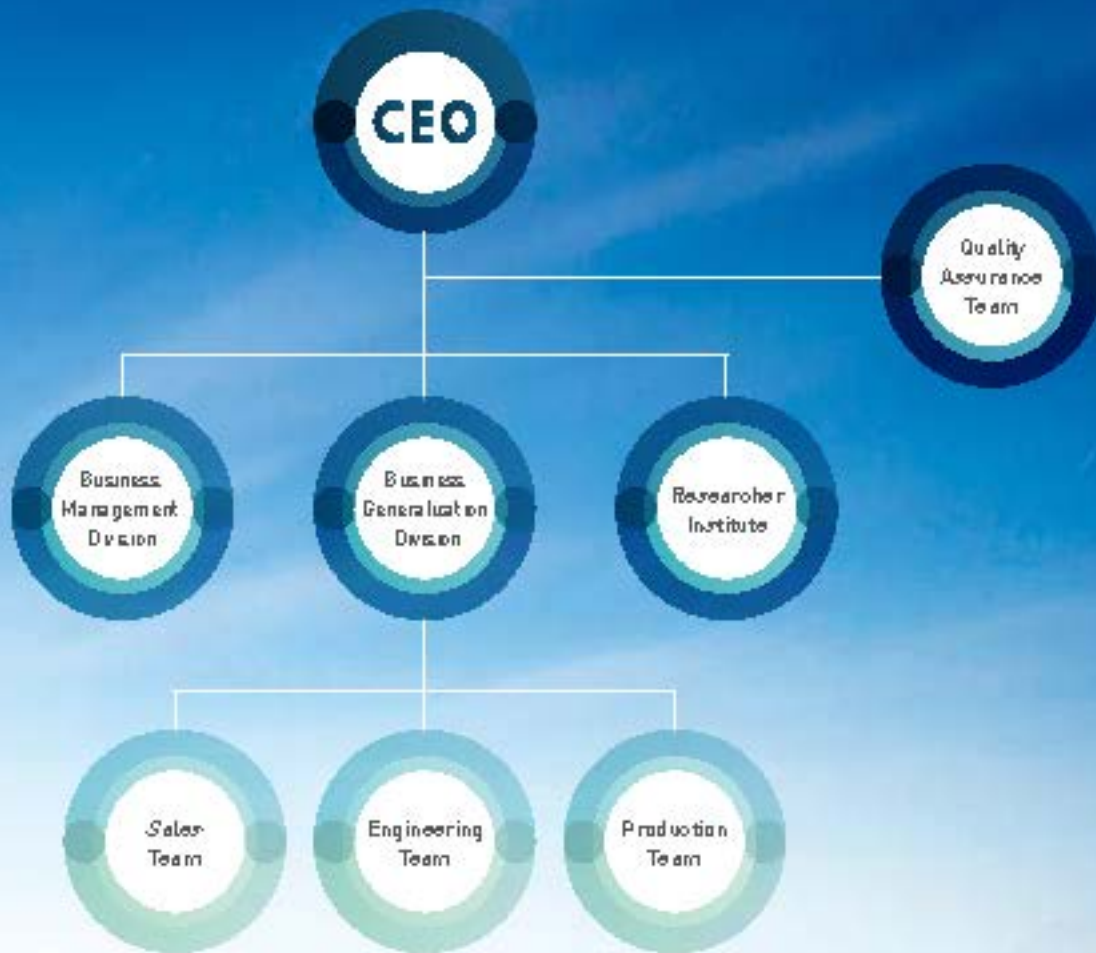 CEO
Quality
Assurance
Team
Business
Management
Division
Business
Generalization
Division
Researcher
Institute
Sales
Team
Engineering
Team
Production
Team